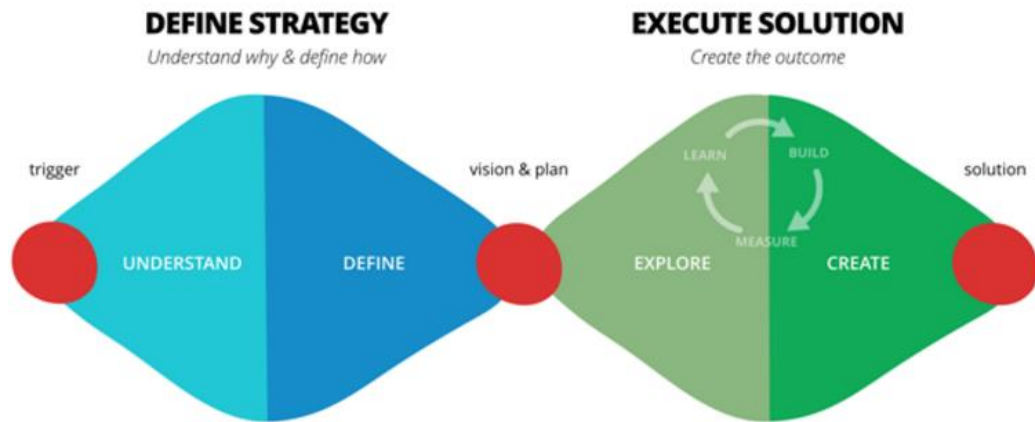 DEFINE STRATEGY
Understand why & define how
EXECUTE SOLUTION
Create the outcome
trigger
vision & plan
solution
LEARN
BUILD
MEASURE
UNDERSTAND
DEFINE
EXPLORE
CREATE